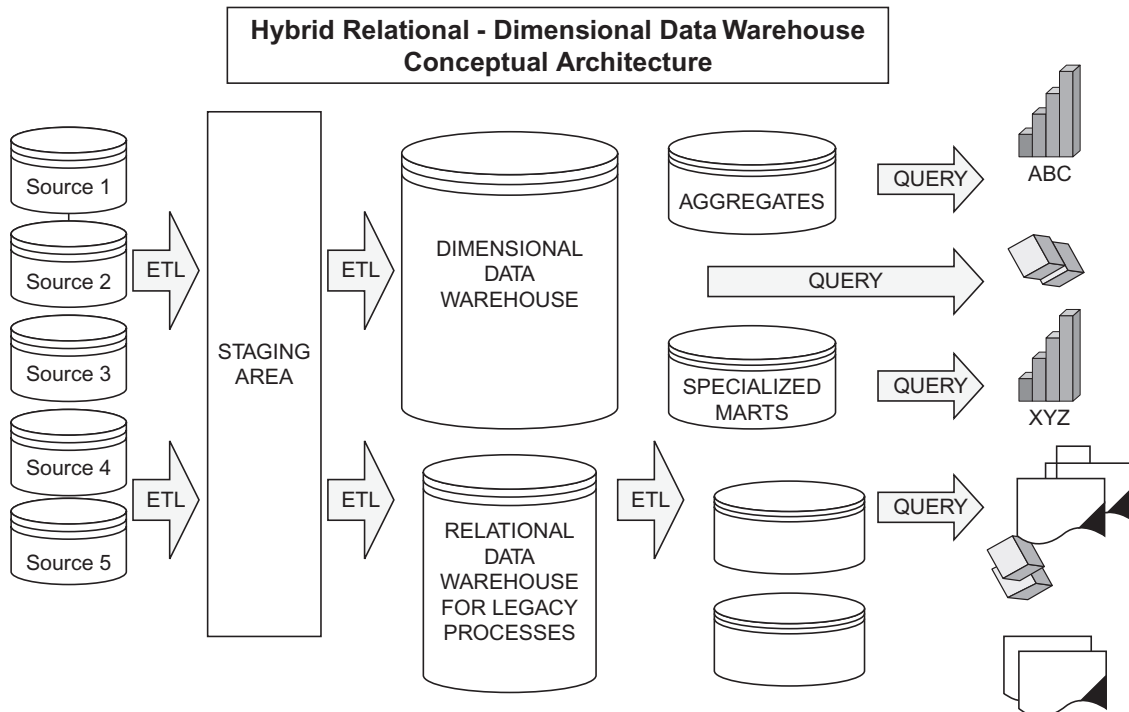 Hybrid Relational - Dimensional Data Warehouse
Conceptual Architecture
Source 1
Source 2
Source 3
Source 4
Source 5
ETL
ETL
STAGING
AREA
ETL
ETL
DIMENSIONAL
DATA
WAREHOUSE
RELATIONAL
DATA
WAREHOUSE
FOR LEGACY
PROCESSES
ETL
AGGREGATES
SPECIALIZED
MARTS
QUERY
QUERY
QUERY
QUERY
ABC
XYZ